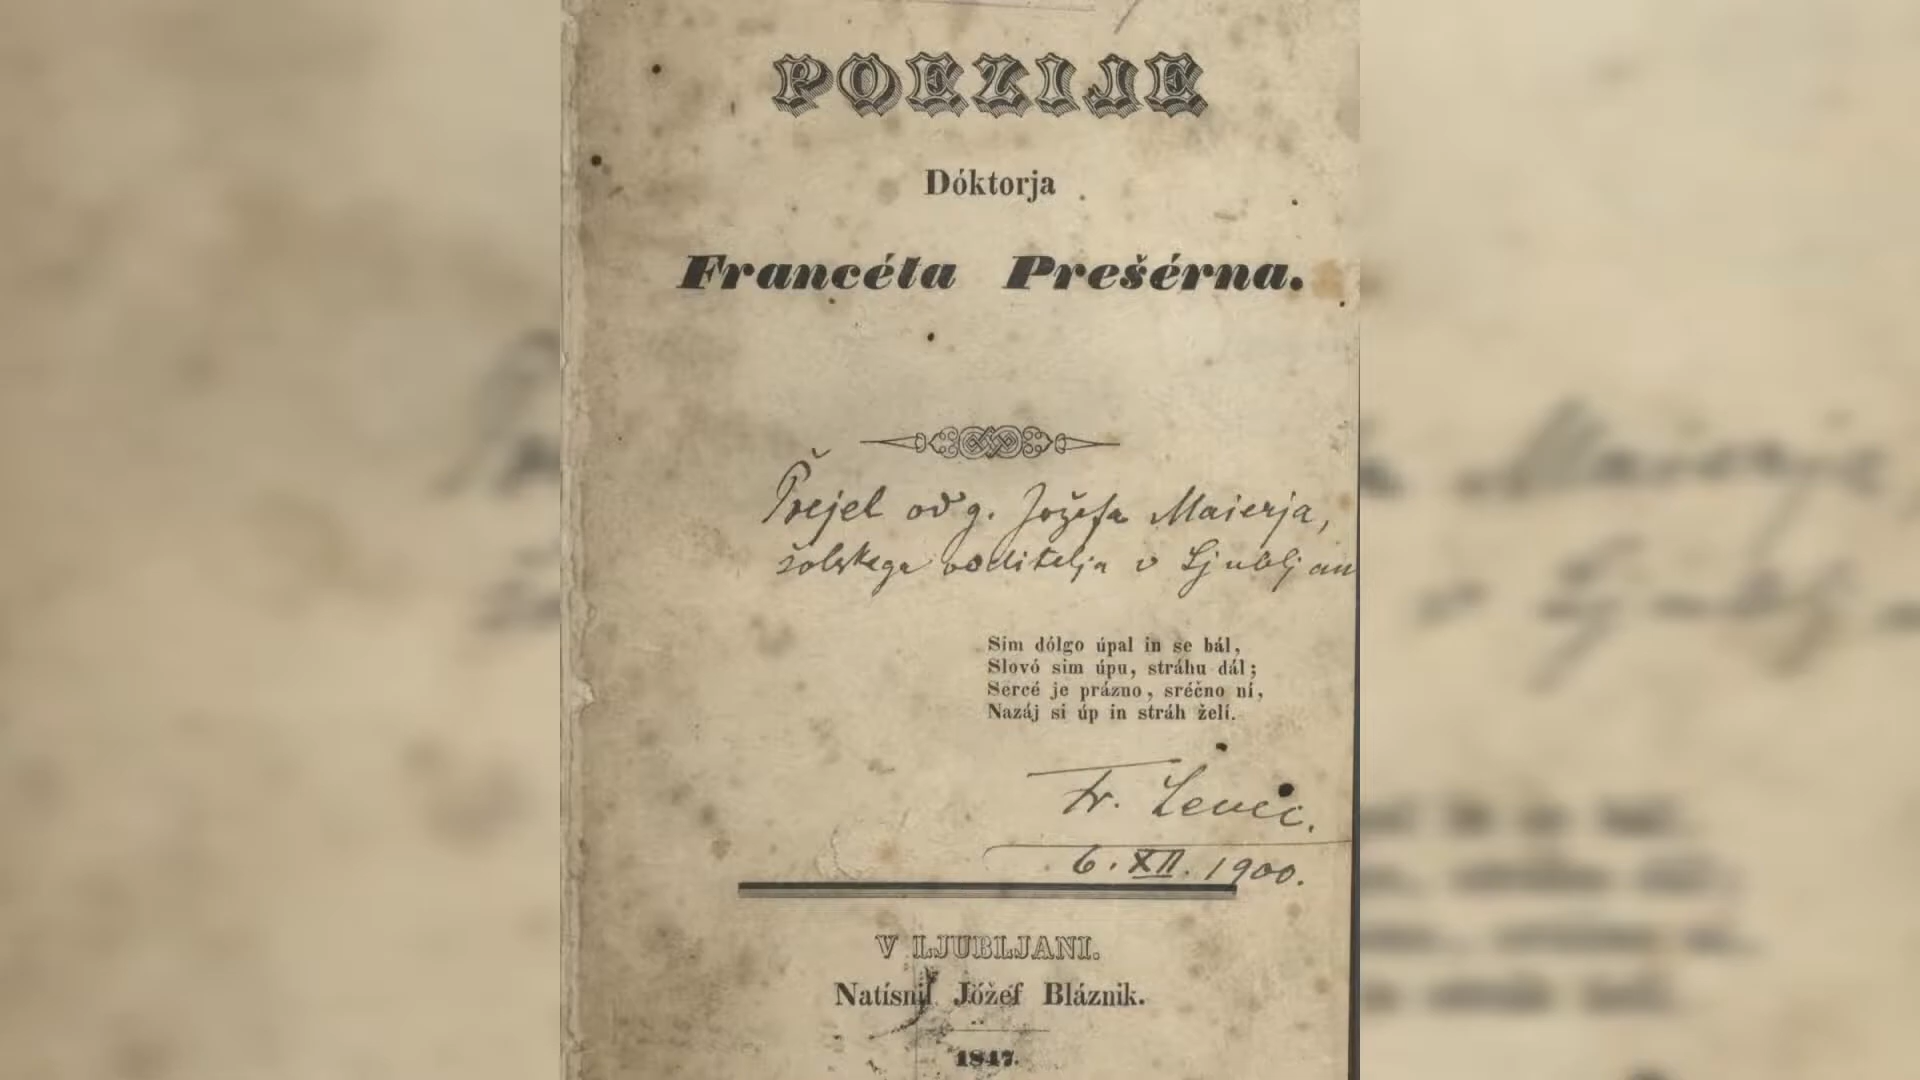 POEZIJE
Dóktorja
Francéta Prešérna.
Prejel od g. Jožefa Maierja,
šolskega voditelja v Ljubljan
Sim dólgo úpal in se bál,
Slovó sim úpu, stráhu dál;
Sercé je prázno, sréčno ní,
Nazáj si úp in stráh želí.
Fr. Levec.
6. XII. 1900.
V LJUBLJANI.
Natísnil Jóžef Bláznik.
1847.